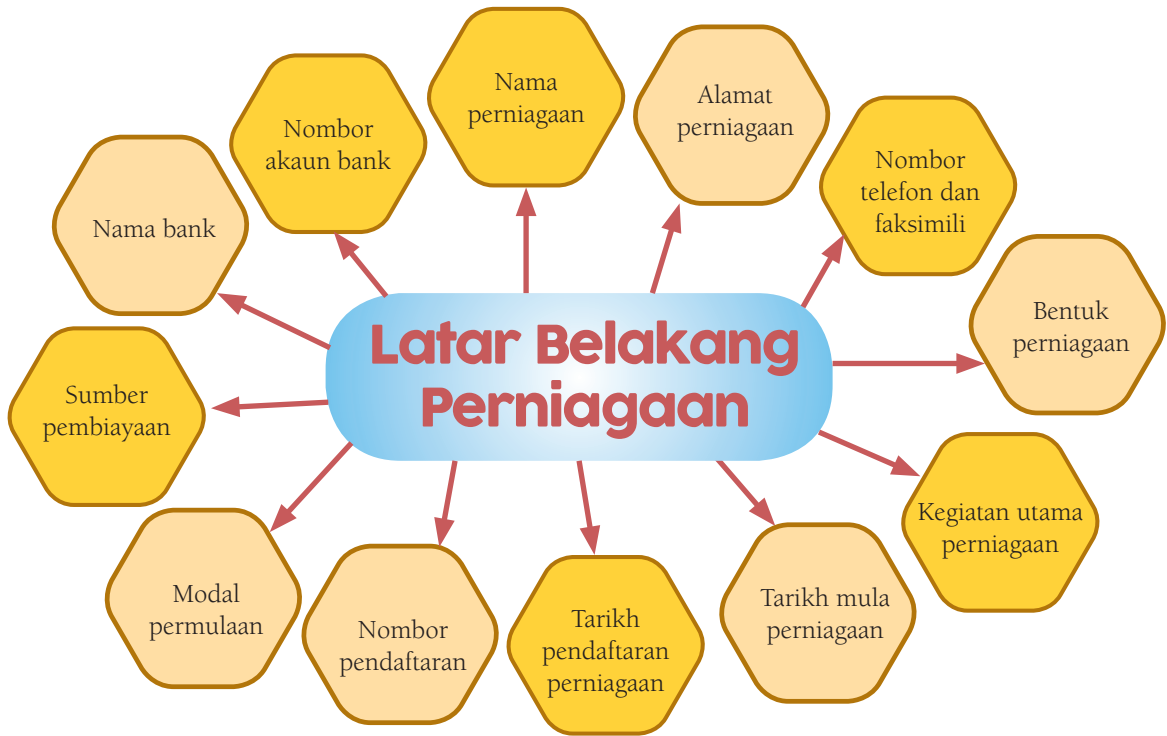 Latar Belakang
Perniagaan
Nama
perniagaan
Alamat
perniagaan
Nombor
telefon dan
faksimili
Bentuk
perniagaan
Kegiatan utama
perniagaan
Tarikh mula
perniagaan
Tarikh
pendaftaran
perniagaan
Nombor
pendaftaran
Modal
permulaan
Sumber
pembiayaan
Nama bank
Nombor
akaun bank